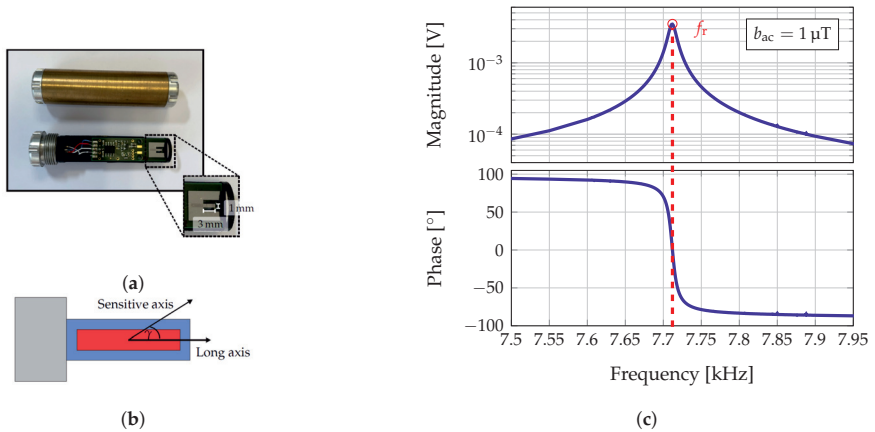 1 mm
3 mm
(a)
Sensitive axis
γ
Long axis
(b)
Magnitude [V]
10⁻³
10⁻⁴
f_r
b_ac = 1 µT
Phase [°]
100
50
0
−50
−100
7.5 7.55 7.6 7.65 7.7 7.75 7.8 7.85 7.9 7.95
Frequency [kHz]
(c)